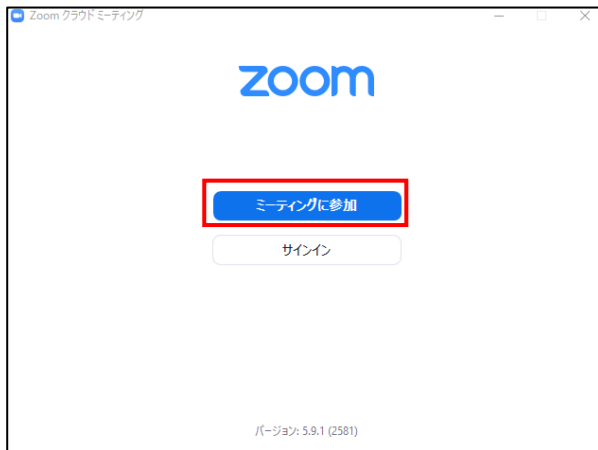 Zoom クラウド ミーティング
zoom
ミーティングに参加
サインイン
バージョン: 5.9.1 (2581)